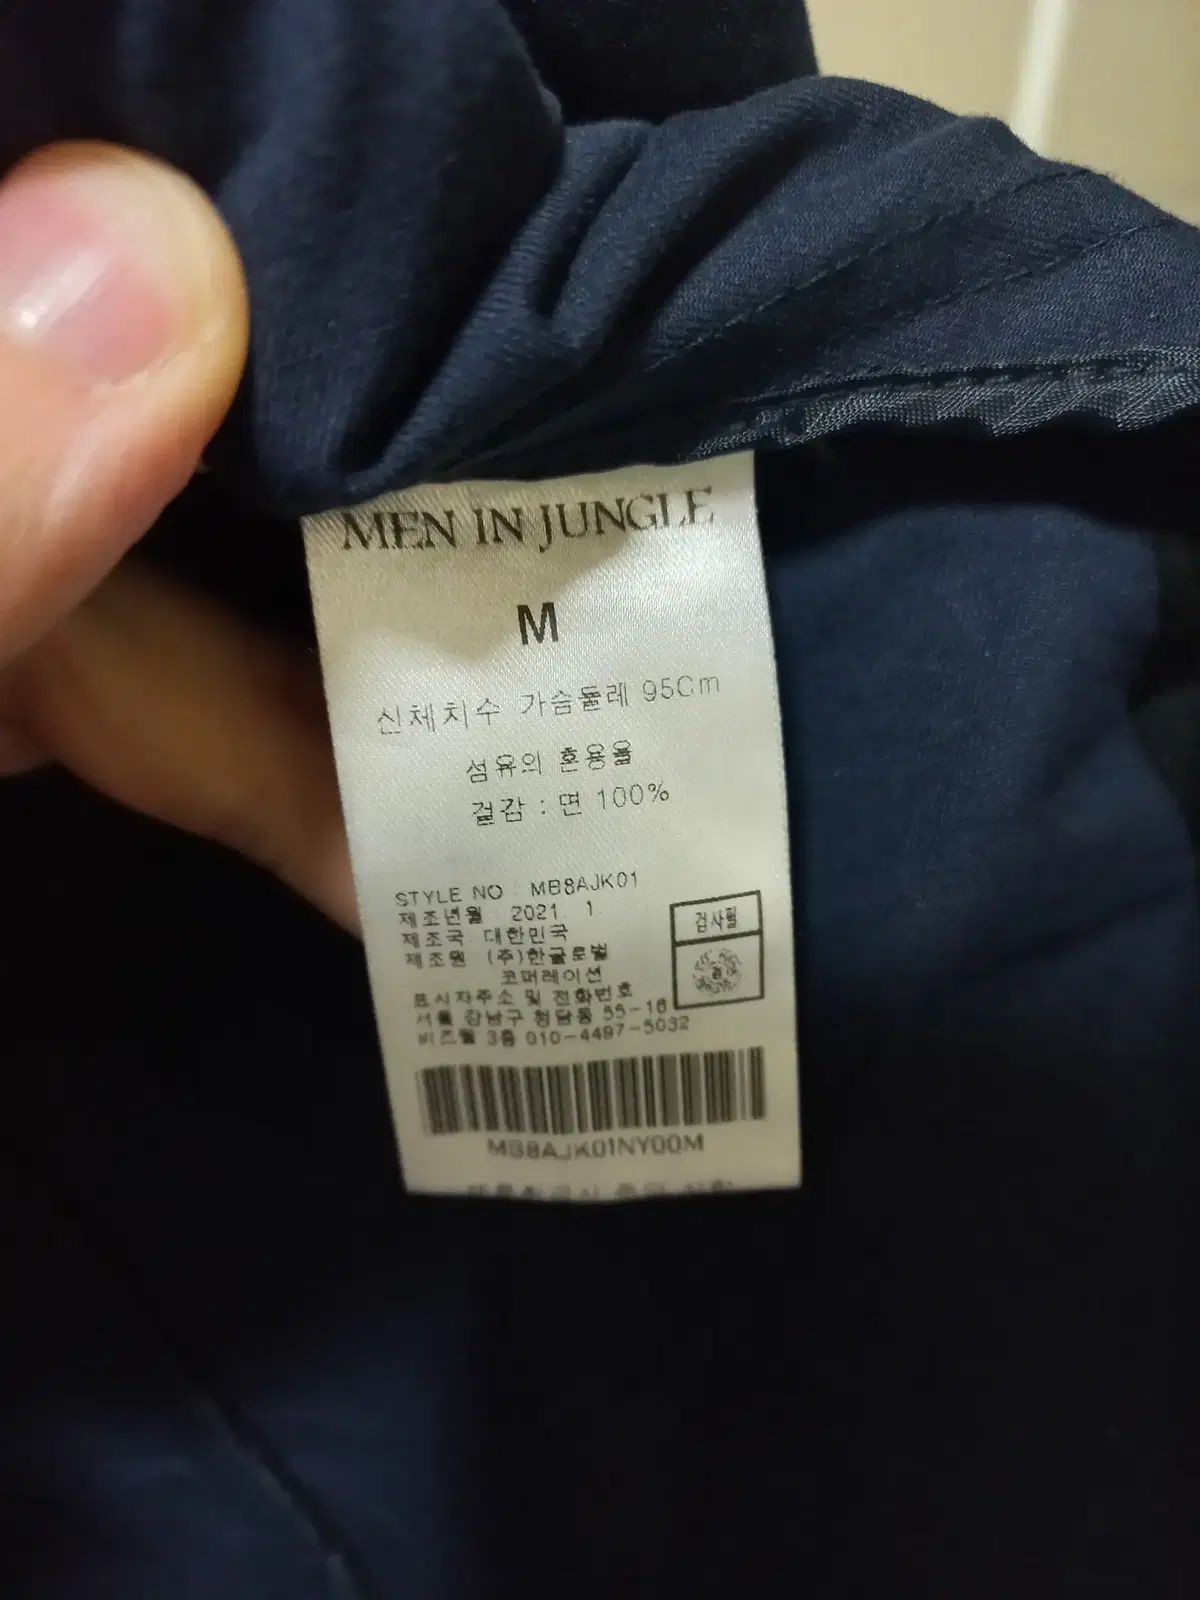 MEN IN JUNGLE
M
신체치수 가슴둘레 95Cm
섬유의 혼용율
겉감 : 면 100%
STYLE NO : MB8AJK01
제조년월 : 2021. 1.
제조국 : 대한민국
제조원 : (주)한글로벌
코퍼레이션
표시자주소 및 전화번호
서울 강남구 청담동 55-16
비즈웰 3층 010-4497-5032
검사필
검
MB8AJK01NY00M